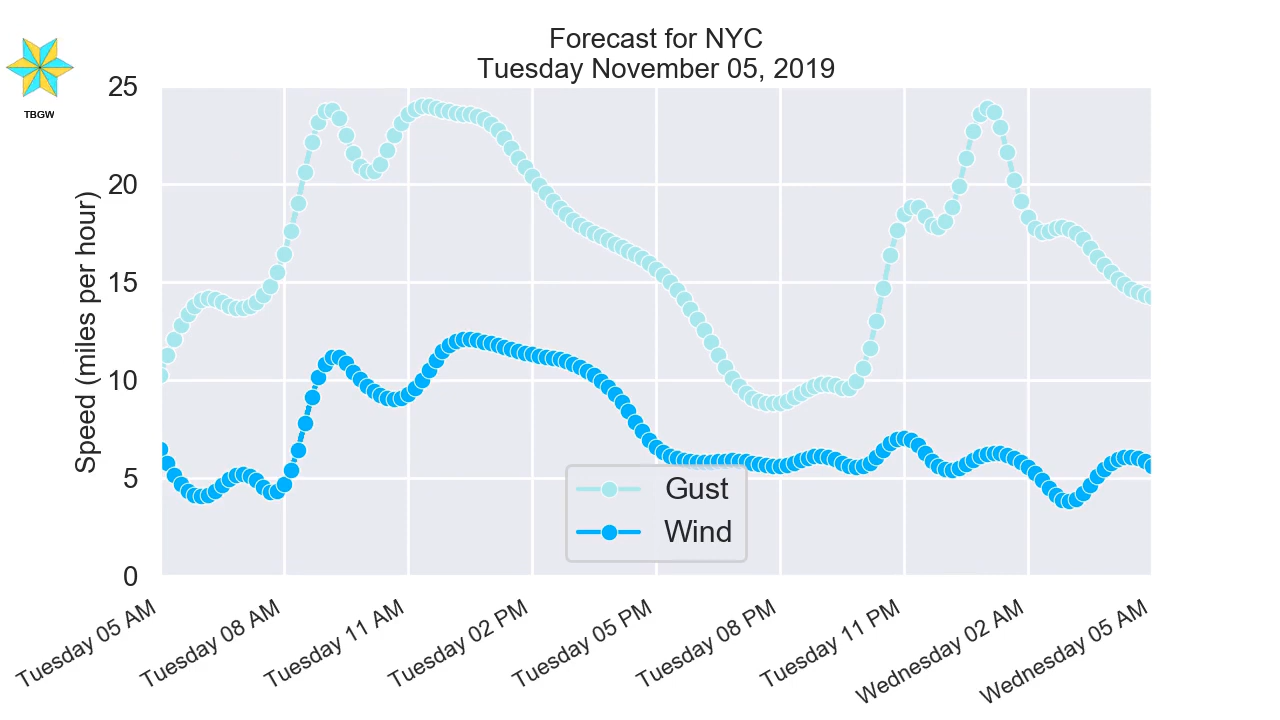 Forecast for NYC
Tuesday November 05, 2019
TBGW
Speed (miles per hour)
25
20
15
10
5
0
Gust
Wind
Tuesday 05 AM
Tuesday 08 AM
Tuesday 11 AM
Tuesday 02 PM
Tuesday 05 PM
Tuesday 08 PM
Tuesday 11 PM
Wednesday 02 AM
Wednesday 05 AM